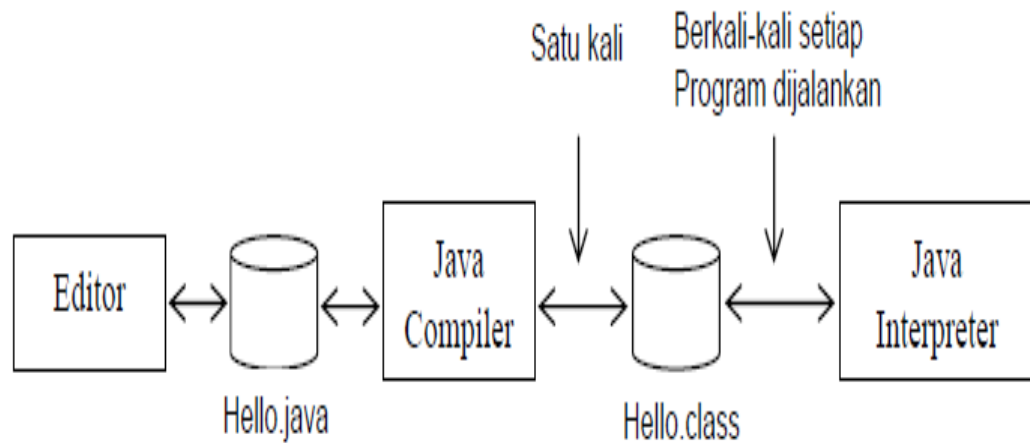 Satu kali
Berkali-kali setiap
Program dijalankan
Editor
Java
Compiler
Java
Interpreter
Hello.java
Hello.class